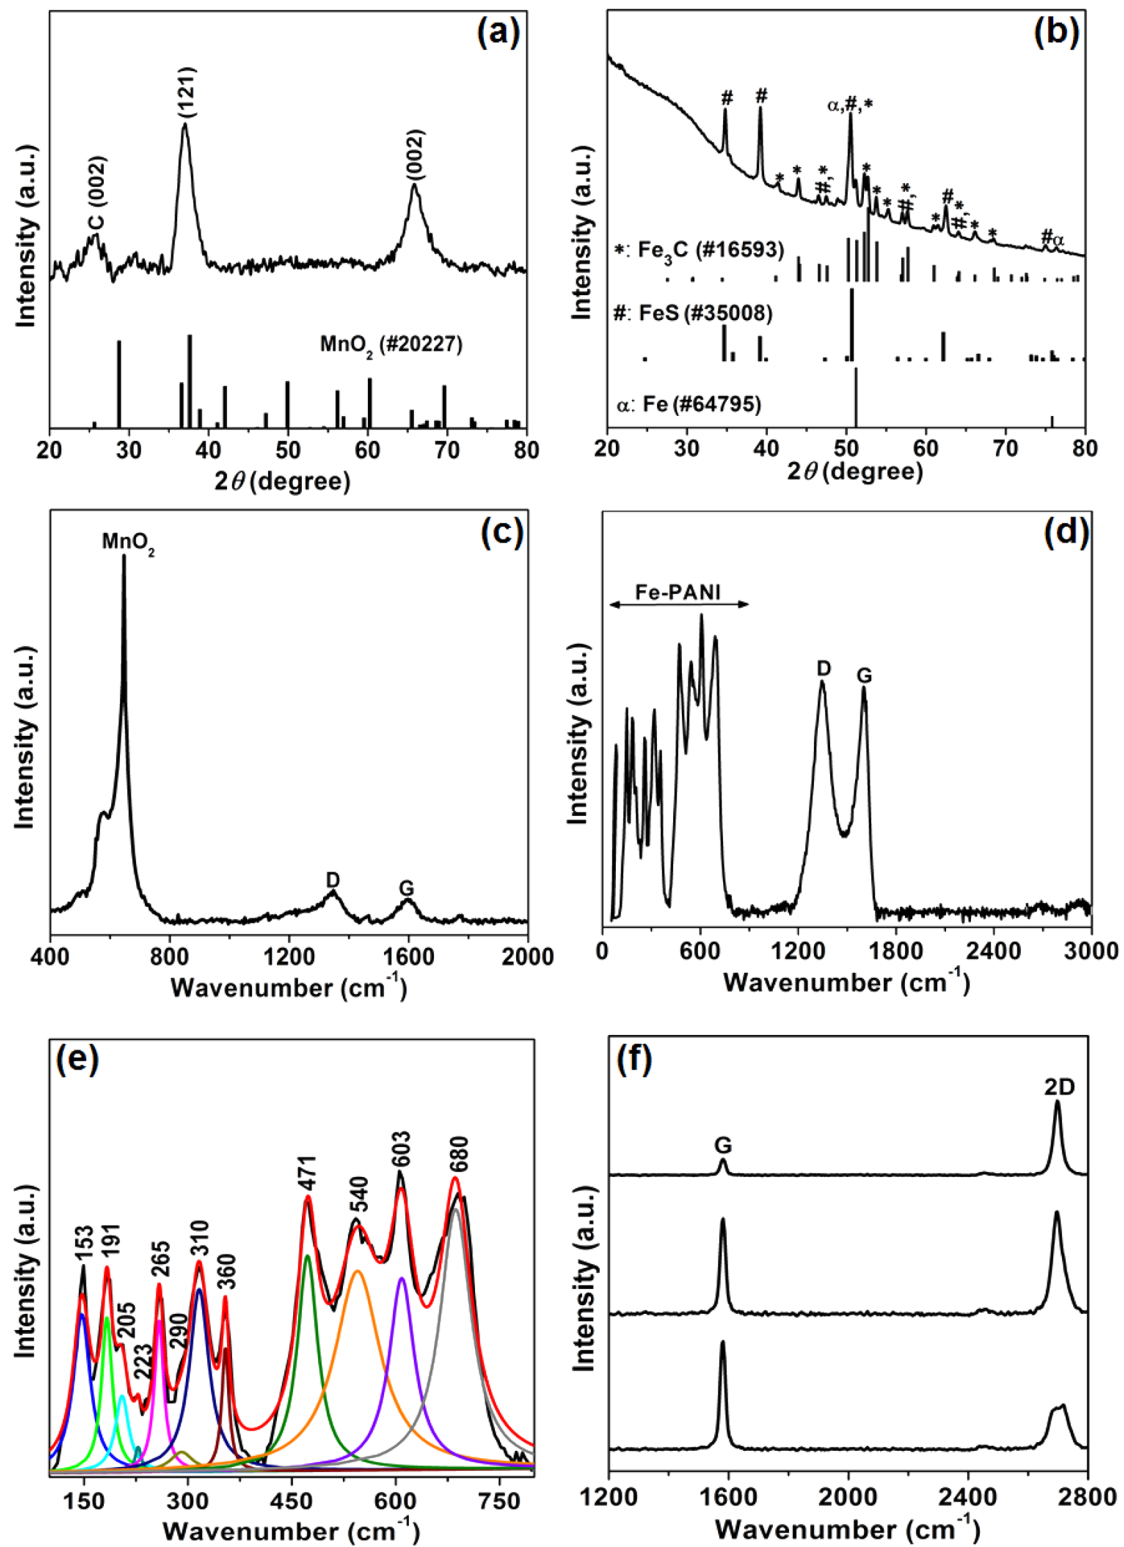 (a)
C (002)
(121)
(002)
MnO2 (#20227)
Intensity (a.u.)
20 30 40 50 60 70 80
2θ (degree)
(b)
# # α,#,*
* * #,* * * * #,* * # #,* * * #α
*: Fe3C (#16593)
#: FeS (#35008)
α: Fe (#64795)
Intensity (a.u.)
20 30 40 50 60 70 80
2θ (degree)
(c)
MnO2
D G
Intensity (a.u.)
400 800 1200 1600 2000
Wavenumber (cm-1)
(d)
Fe-PANI
D G
Intensity (a.u.)
0 600 1200 1800 2400 3000
Wavenumber (cm-1)
(e)
153 191 205 223 265 290 310 360 471 540 603 680
Intensity (a.u.)
150 300 450 600 750
Wavenumber (cm-1)
(f)
G 2D
Intensity (a.u.)
1200 1600 2000 2400 2800
Wavenumber (cm-1)